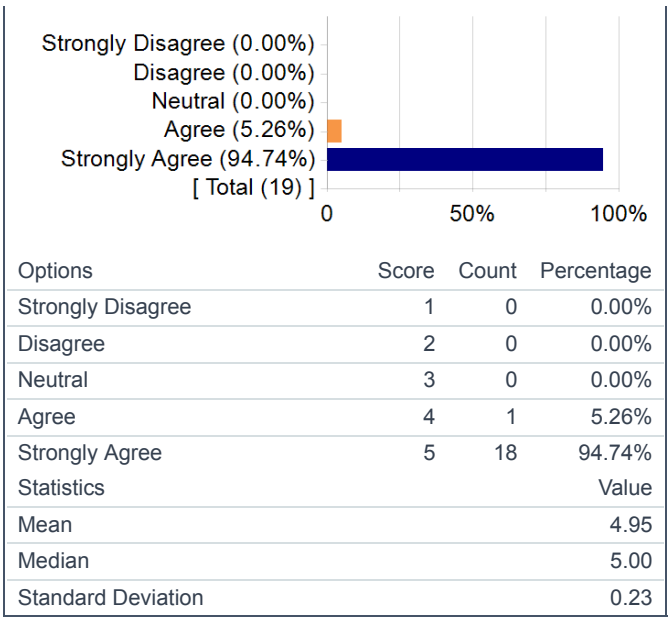 Strongly Disagree (0.00%)
Disagree (0.00%)
Neutral (0.00%)
Agree (5.26%)
Strongly Agree (94.74%)
[ Total (19) ]
0 50% 100%
Options Score Count Percentage
Strongly Disagree 1 0 0.00%
Disagree 2 0 0.00%
Neutral 3 0 0.00%
Agree 4 1 5.26%
Strongly Agree 5 18 94.74%
Statistics Value
Mean 4.95
Median 5.00
Standard Deviation 0.23